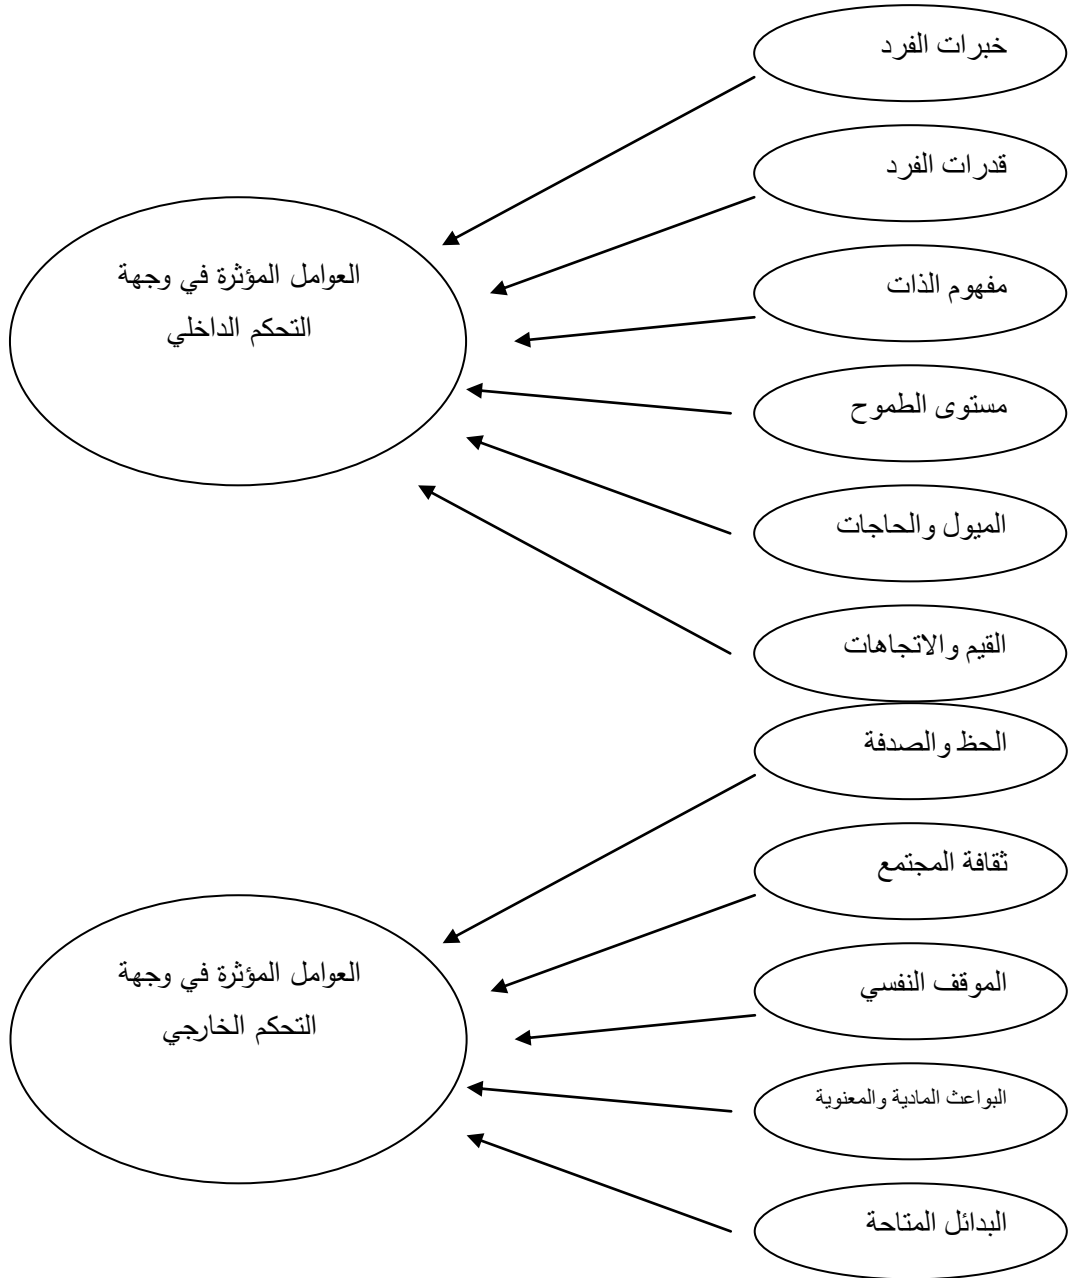 خبرات الفرد
قدرات الفرد
مفهوم الذات
مستوى الطموح
الميول والحاجات
القيم والاتجاهات
العوامل المؤثرة في وجهة
التحكم الداخلي
الحظ والصدفة
ثقافة المجتمع
الموقف النفسي
البواعث المادية والمعنوية
البدائل المتاحة
العوامل المؤثرة في وجهة
التحكم الخارجي